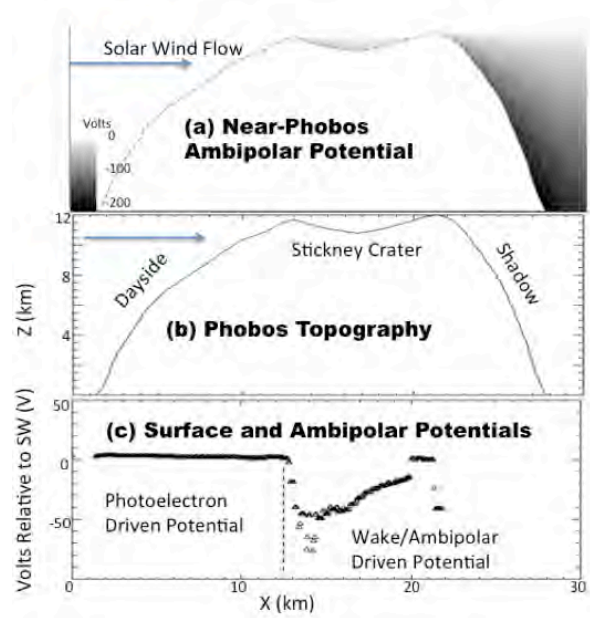 Solar Wind Flow
Volts
0
-100
-200
(a) Near-Phobos
Ambipolar Potential
12
8
4
Z (km)
Dayside
Stickney Crater
Shadow
(b) Phobos Topography
50
0
-50
Volts Relative to SW (V)
(c) Surface and Ambipolar Potentials
Photoelectron
Driven Potential
Wake/Ambipolar
Driven Potential
0
10
20
30
X (km)